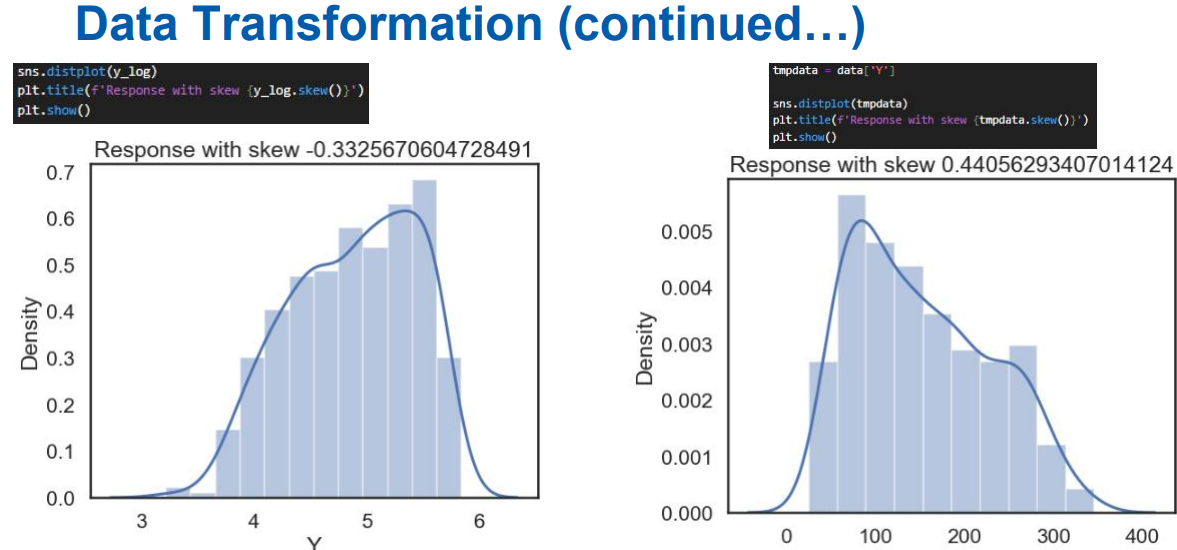 Data Transformation (continued…)
sns.distplot(y_log)
plt.title(f'Response with skew {y_log.skew()}')
plt.show()
Response with skew -0.3325670604728491
0.7
0.6
0.5
0.4
0.3
0.2
0.1
0.0
Density
3 4 5 6
Y
tmpdata = data['Y']
sns.distplot(tmpdata)
plt.title(f'Response with skew {tmpdata.skew()}')
plt.show()
Response with skew 0.44056293407014124
0.005
0.004
0.003
0.002
0.001
0.000
Density
0 100 200 300 400